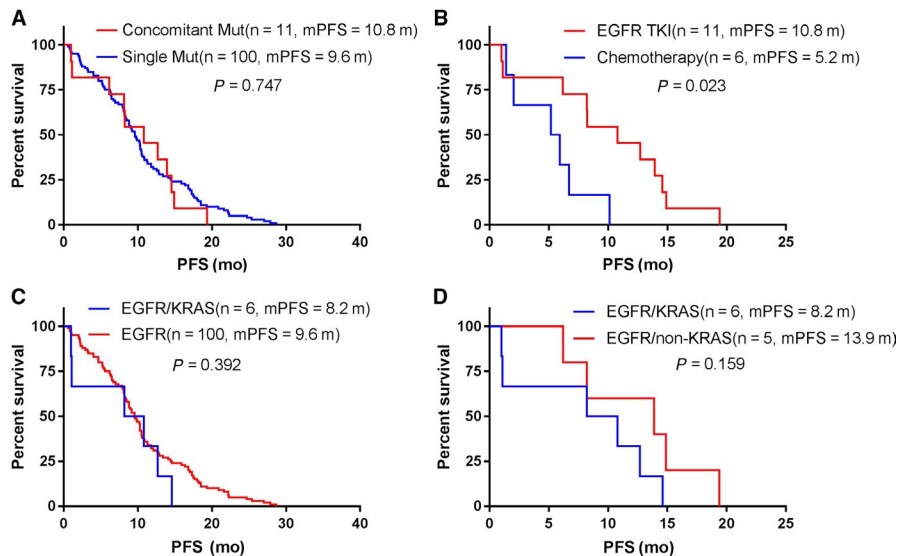 A
Concomitant Mut(n = 11, mPFS = 10.8 m)
Single Mut(n = 100, mPFS = 9.6 m)
P = 0.747
Percent survival
100
75
50
25
0
0 10 20 30 40
PFS (mo)
B
EGFR TKI(n = 11, mPFS = 10.8 m)
Chemotherapy(n = 6, mPFS = 5.2 m)
P = 0.023
Percent survival
100
75
50
25
0
0 5 10 15 20 25
PFS (mo)
C
EGFR/KRAS(n = 6, mPFS = 8.2 m)
EGFR(n = 100, mPFS = 9.6 m)
P = 0.392
Percent survival
100
75
50
25
0
0 10 20 30 40
PFS (mo)
D
EGFR/KRAS(n = 6, mPFS = 8.2 m)
EGFR/non-KRAS(n = 5, mPFS = 13.9 m)
P = 0.159
Percent survival
100
75
50
25
0
0 5 10 15 20 25
PFS (mo)